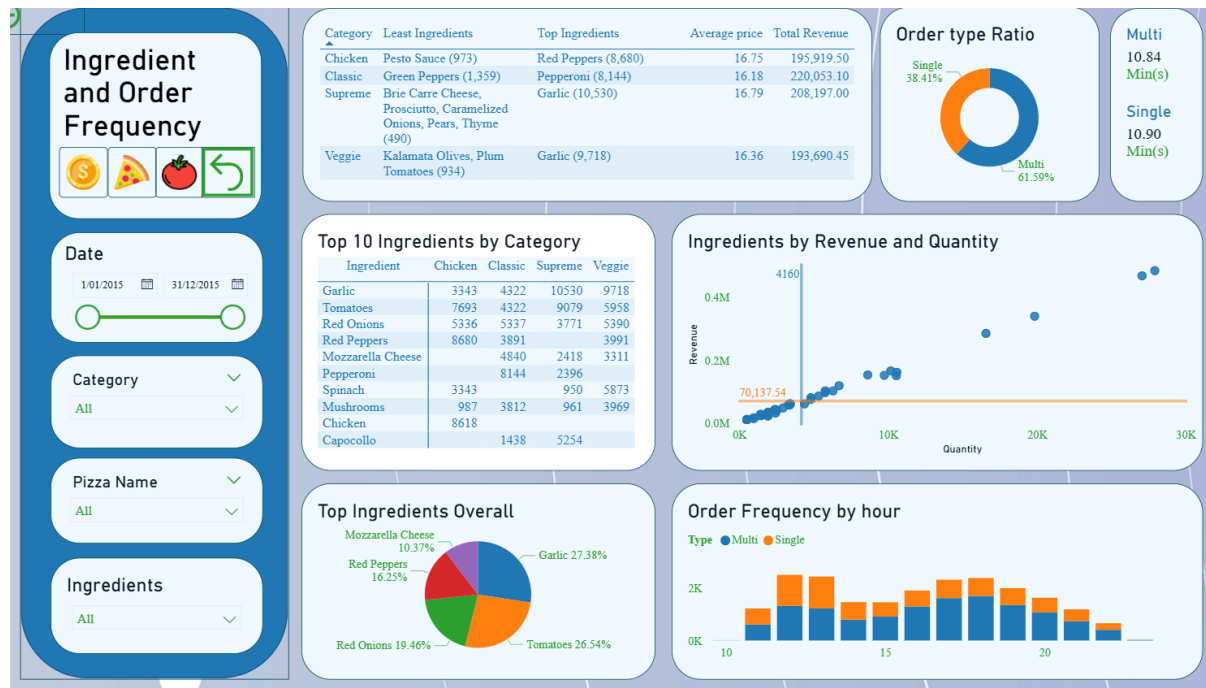 Ingredient
and Order
Frequency
Date
1/01/2015 31/12/2015
Category
All
Pizza Name
All
Ingredients
All
Category Least Ingredients Top Ingredients Average price Total Revenue
Chicken Pesto Sauce (973) Red Peppers (8,680) 16.75 195,919.50
Classic Green Peppers (1,359) Pepperoni (8,144) 16.18 220,053.10
Supreme Brie Carre Cheese, Garlic (10,530) 16.79 208,197.00
Prosciutto, Caramelized
Onions, Pears, Thyme
(490)
Veggie Kalamata Olives, Plum Garlic (9,718) 16.36 193,690.45
Tomatoes (934)
Order type Ratio
Single
38.41%
Multi
61.59%
Multi
10.84
Min(s)
Single
10.90
Min(s)
Top 10 Ingredients by Category
Ingredient Chicken Classic Supreme Veggie
Garlic 3343 4322 10530 9718
Tomatoes 7693 4322 9079 5958
Red Onions 5336 5337 3771 5390
Red Peppers 8680 3891 3991
Mozzarella Cheese 4840 2418 3311
Pepperoni 8144 2396
Spinach 3343 950 5873
Mushrooms 987 3812 961 3969
Chicken 8618
Capocollo 1438 5254
Ingredients by Revenue and Quantity
4160
0.4M
Revenue
0.2M
70,137.54
0.0M
0K 10K 20K 30K
Quantity
Top Ingredients Overall
Mozzarella Cheese
10.37%
Garlic 27.38%
Red Peppers
16.25%
Red Onions 19.46%
Tomatoes 26.54%
Order Frequency by hour
Type Multi Single
2K
0K
10 15 20